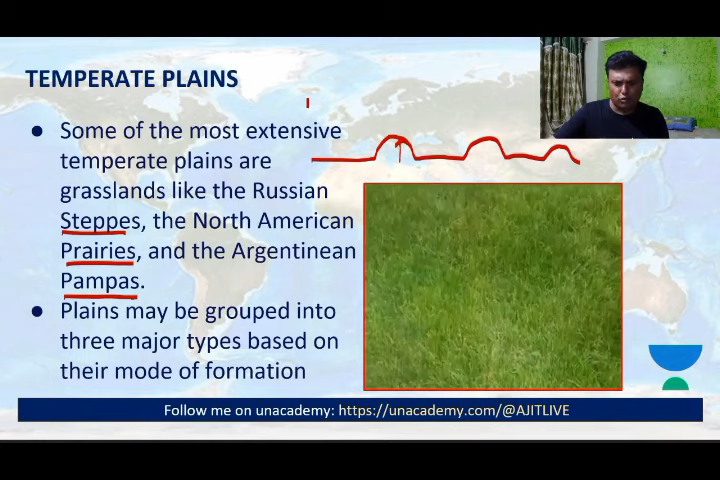 TEMPERATE PLAINS
● Some of the most extensive
temperate plains are
grasslands like the Russian
Steppes, the North American
Prairies, and the Argentinean
Pampas.
● Plains may be grouped into
three major types based on
their mode of formation
Follow me on unacademy: https://unacademy.com/@AJITLIVE